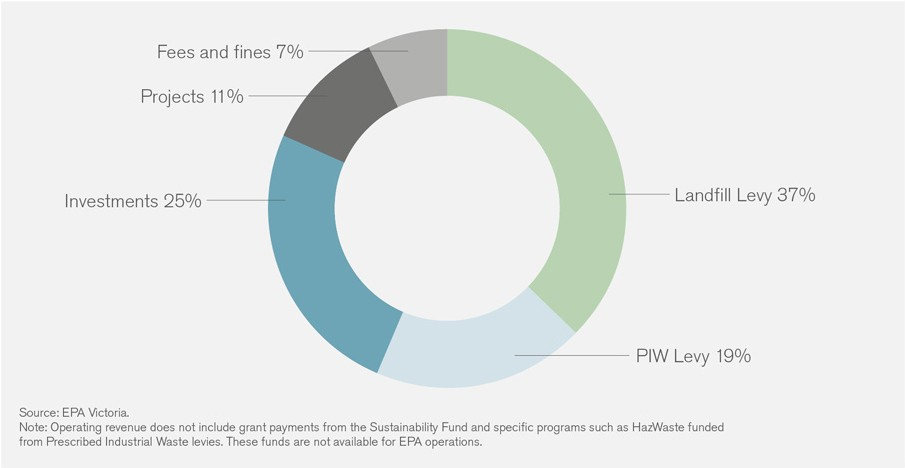 Fees and fines 7%
Projects 11%
Investments 25%
Landfill Levy 37%
PIW Levy 19%
Source: EPA Victoria.
Note: Operating revenue does not include grant payments from the Sustainability Fund and specific programs such as HazWaste funded
from Prescribed Industrial Waste levies. These funds are not available for EPA operations.